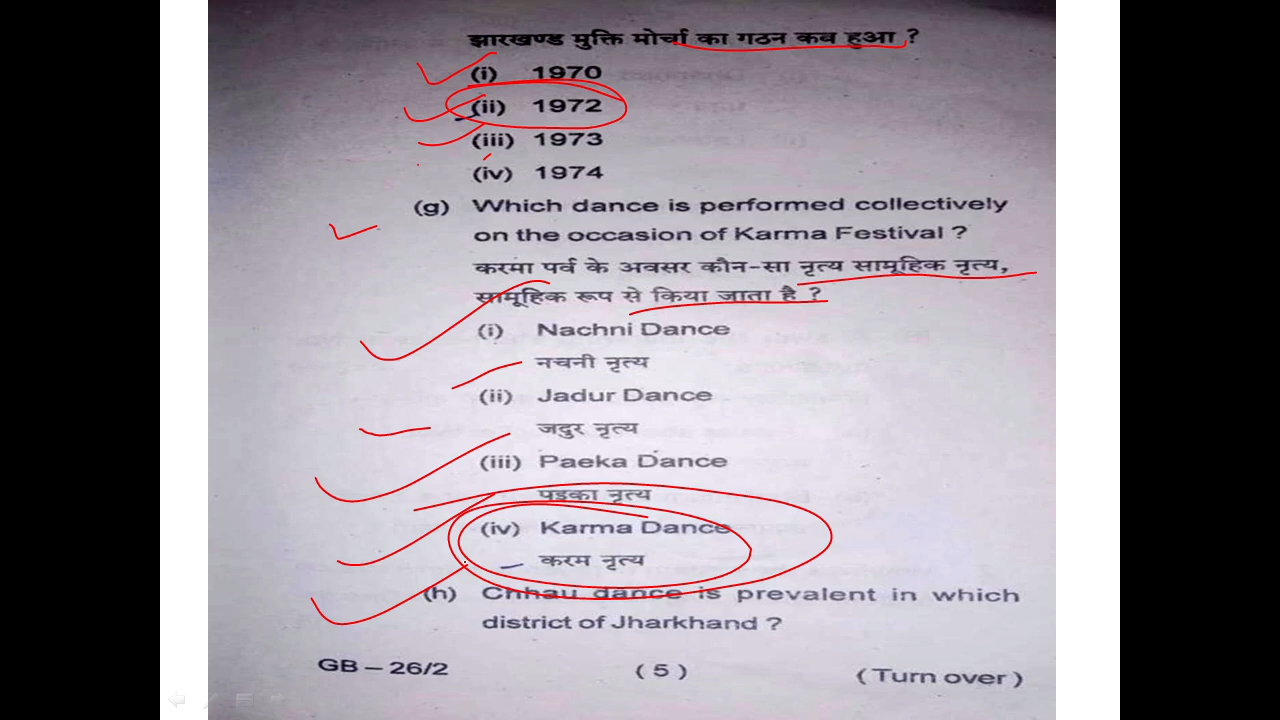 झारखण्ड मुक्ति मोर्चा का गठन कब हुआ ?
(i) 1970
(ii) 1972
(iii) 1973
(iv) 1974
(g) Which dance is performed collectively
on the occasion of Karma Festival ?
करमा पर्व के अवसर कौन-सा नृत्य सामूहिक नृत्य,
सामूहिक रूप से किया जाता है ?
(i) Nachni Dance
नचनी नृत्य
(ii) Jadur Dance
जदुर नृत्य
(iii) Paeka Dance
पइका नृत्य
(iv) Karma Dance
करम नृत्य
(h) Chhau dance is prevalent in which
district of Jharkhand ?
GB – 26/2 (5) (Turn over)